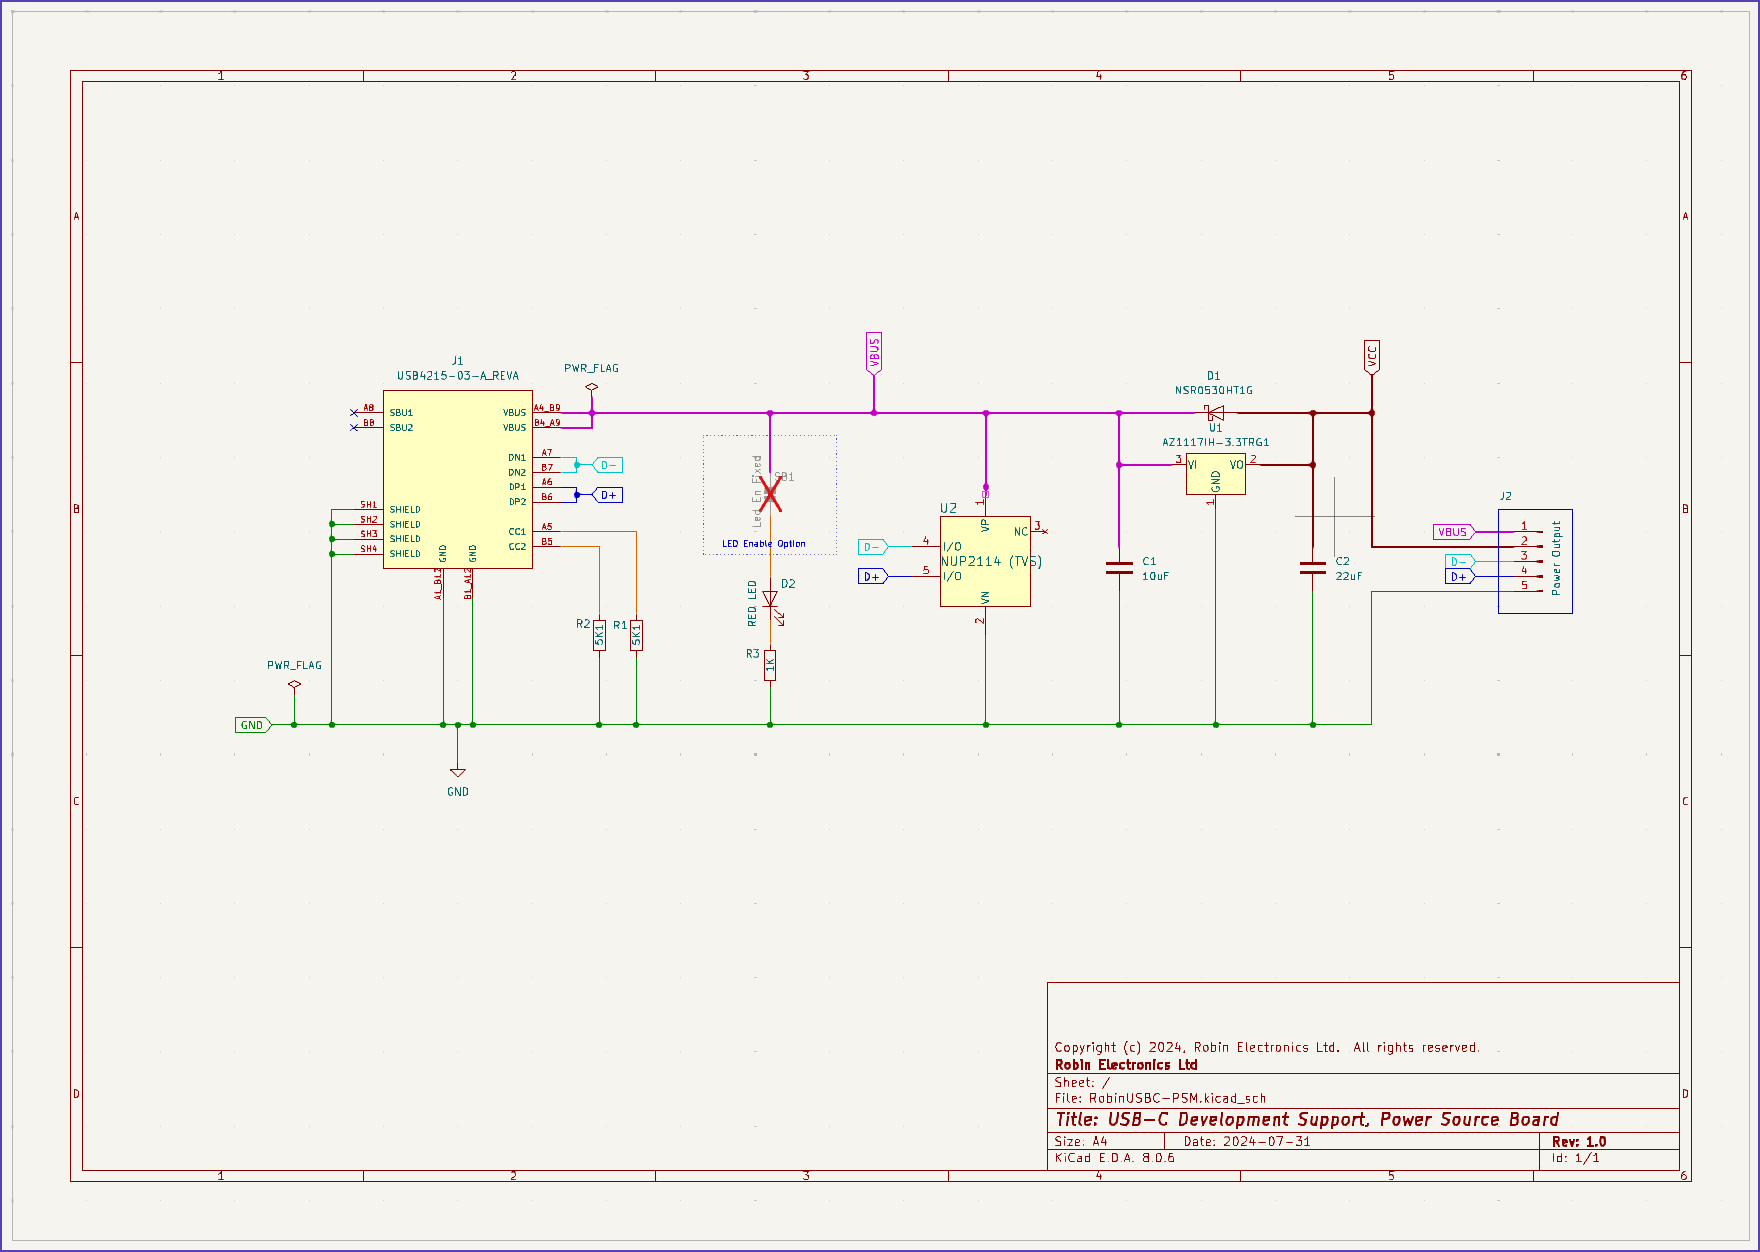 1 2 3 4 5 6
A A
B B
C C
D D
1 2 3 4 5 6
J1
USB4215-03-A_REVA
A8 SBU1
B8 SBU2
SH1 SHIELD
SH2 SHIELD
SH3 SHIELD
SH4 SHIELD
VBUS A4_B9
VBUS B4_A9
DN1 A7
DN2 B7
DP1 A6
DP2 B6
CC1 A5
CC2 B5
GND
GND
A1_B12
B1_A12
D-
D+
PWR_FLAG
PWR_FLAG
GND
GND
R2
5K1
R1
5K1
SB1
Led En Fixed
LED Enable Option
D2
RED LED
R3
1K
VBUS
U2
NUP2114 (TVS)
1 VP
NC 3
4 I/O
5 I/O
VN
2
D-
D+
D1
NSR0530HT1G
U1
AZ1117IH-3.3TRG1
3 VI
VO 2
GND
1
C1
10uF
C2
22uF
VCC
J2
Power Output
VBUS 1
2
D- 3
D+ 4
5
Copyright (c) 2024, Robin Electronics Ltd. All rights reserved.
Robin Electronics Ltd
Sheet: /
File: RobinUSBC-PSM.kicad_sch
Title: USB-C Development Support, Power Source Board
Size: A4 Date: 2024-07-31 Rev: 1.0
KiCad E.D.A. 8.0.6 Id: 1/1